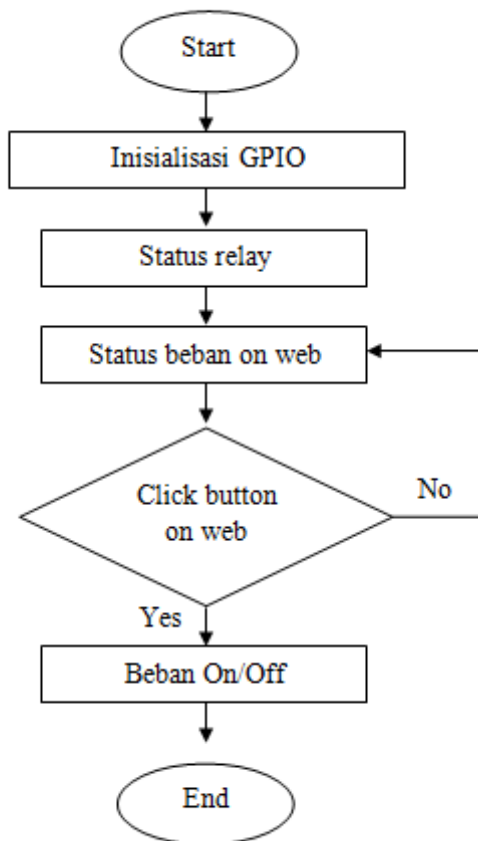 Start
Inisialisasi GPIO
Status relay
Status beban on web
Click button
on web
No
Yes
Beban On/Off
End